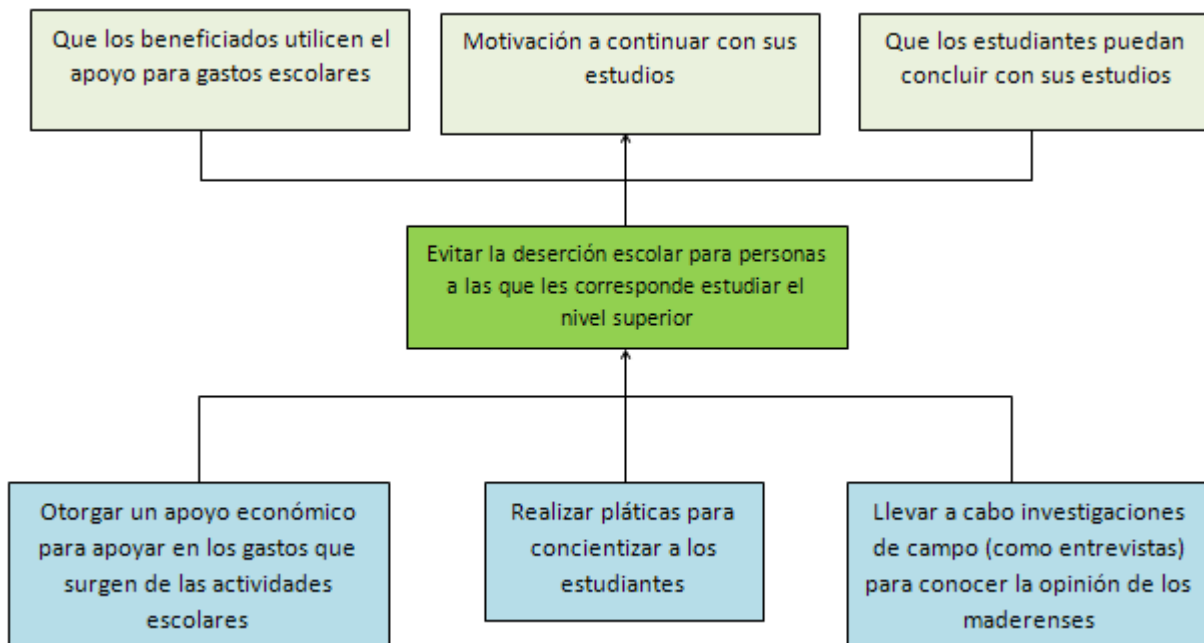 Que los beneficiados utilicen el
apoyo para gastos escolares
Motivación a continuar con sus
estudios
Que los estudiantes puedan
concluir con sus estudios
Evitar la deserción escolar para personas
a las que les corresponde estudiar el
nivel superior
Otorgar un apoyo económico
para apoyar en los gastos que
surgen de las actividades
escolares
Realizar pláticas para
concientizar a los
estudiantes
Llevar a cabo investigaciones
de campo (como entrevistas)
para conocer la opinión de los
maderenses